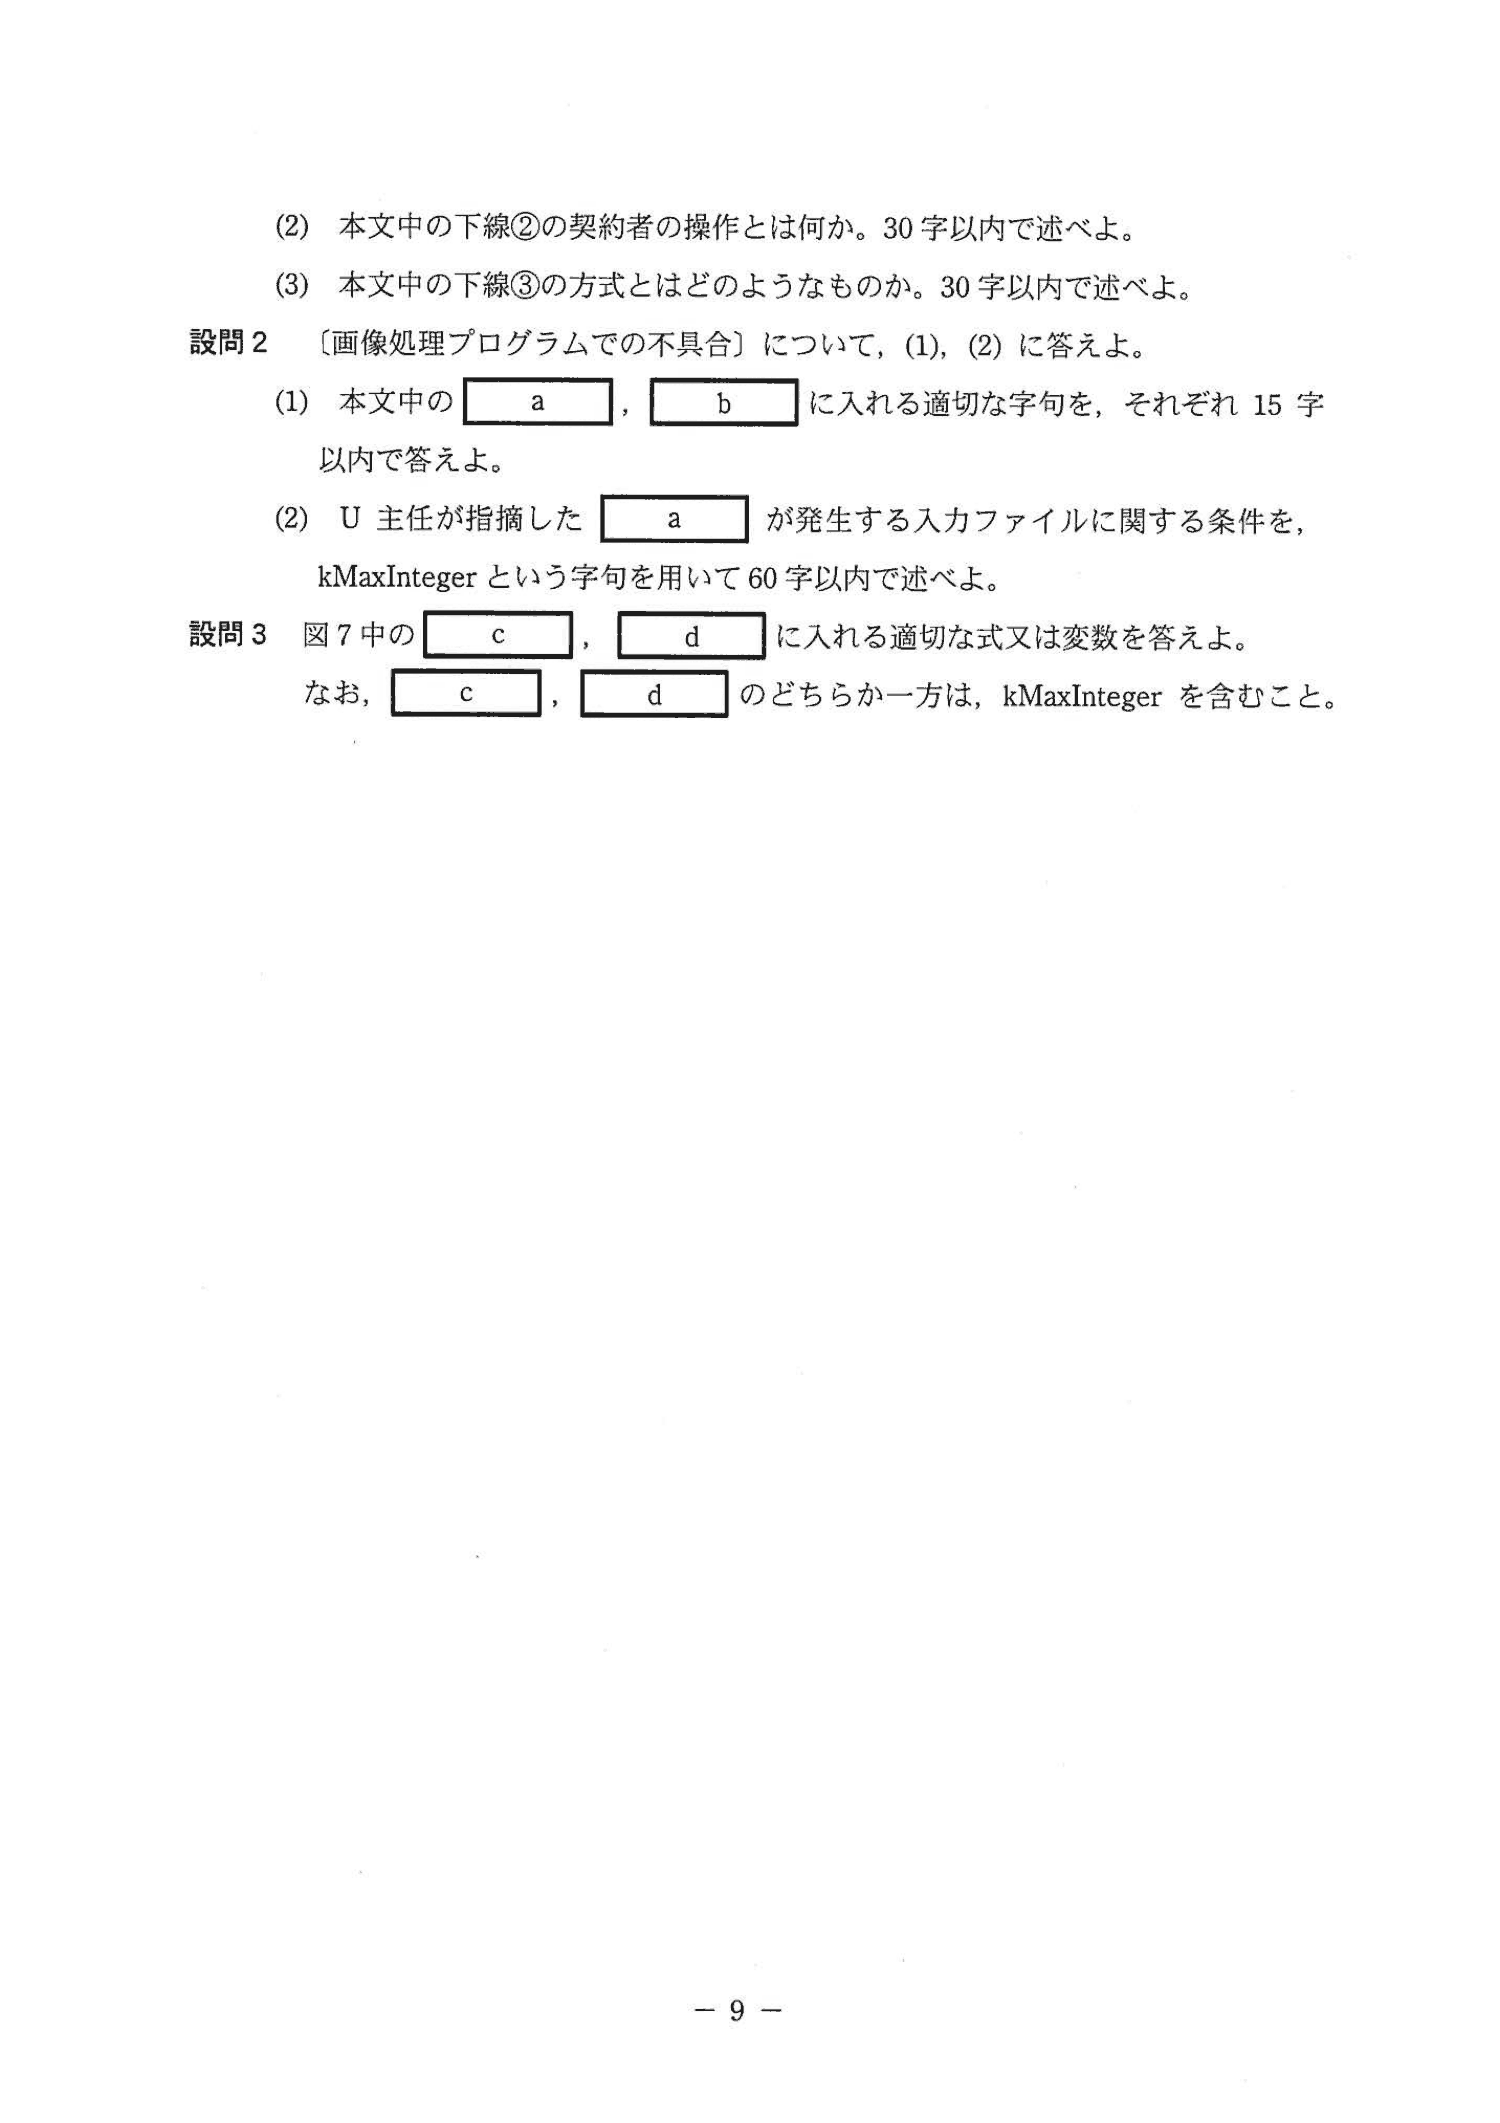 (2) 本文中の下線②の契約者の操作とは何か。30 字以内で述べよ。
(3) 本文中の下線③の方式とはどのようなものか。30 字以内で述べよ。
設問2 〔画像処理プログラムでの不具合〕について，(1)，(2) に答えよ。
(1) 本文中の a ， b に入れる適切な字句を，それぞれ 15 字
以内で答えよ。
(2) U 主任が指摘した a が発生する入力ファイルに関する条件を，
kMaxInteger という字句を用いて 60 字以内で述べよ。
設問3 図 7 中の c ， d に入れる適切な式又は変数を答えよ。
なお， c ， d のどちらか一方は，kMaxInteger を含むこと。
－ 9 －